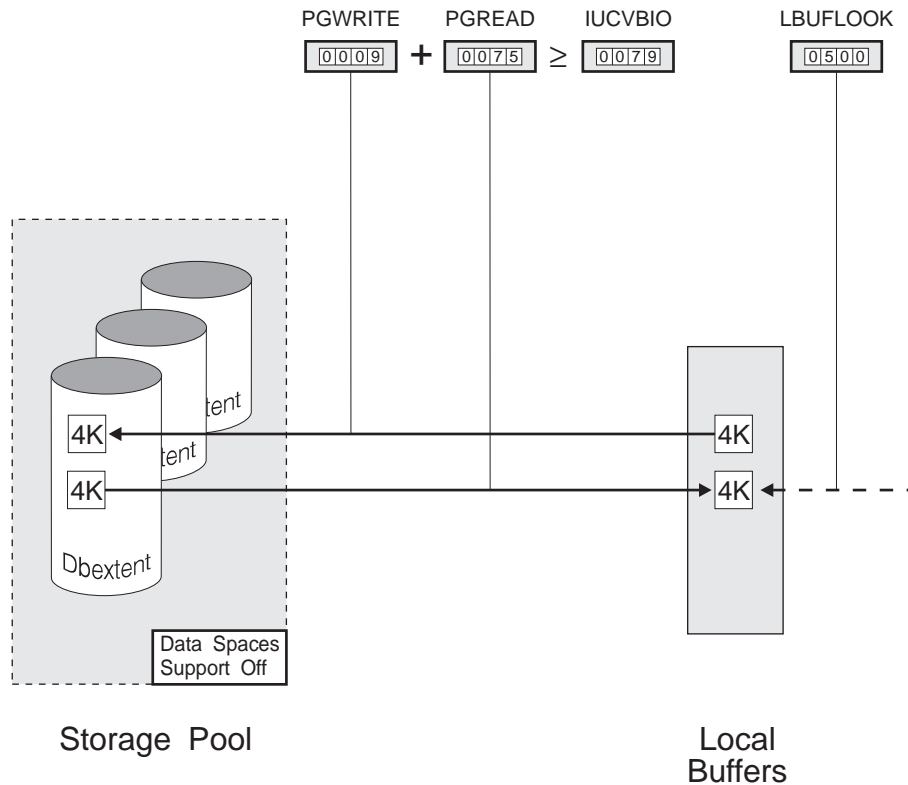 PGWRITE PGREAD IUCVBIO LBUFLOOK
0009 + 0075 ≥ 0079 0500
tent
4K 4K
tent
4K 4K
Dbextent
Data Spaces
Support Off
Storage Pool Local
Buffers